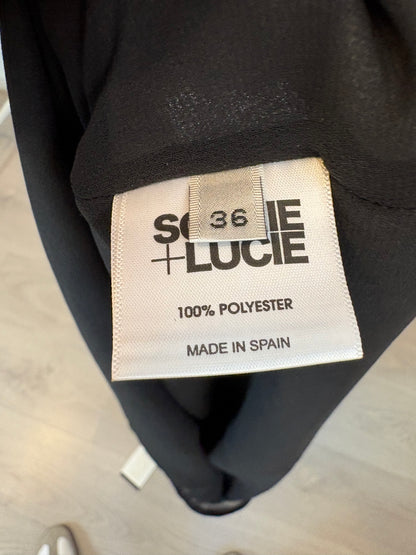 36
+LUCIE
100% POLYESTER
MADE IN SPAIN